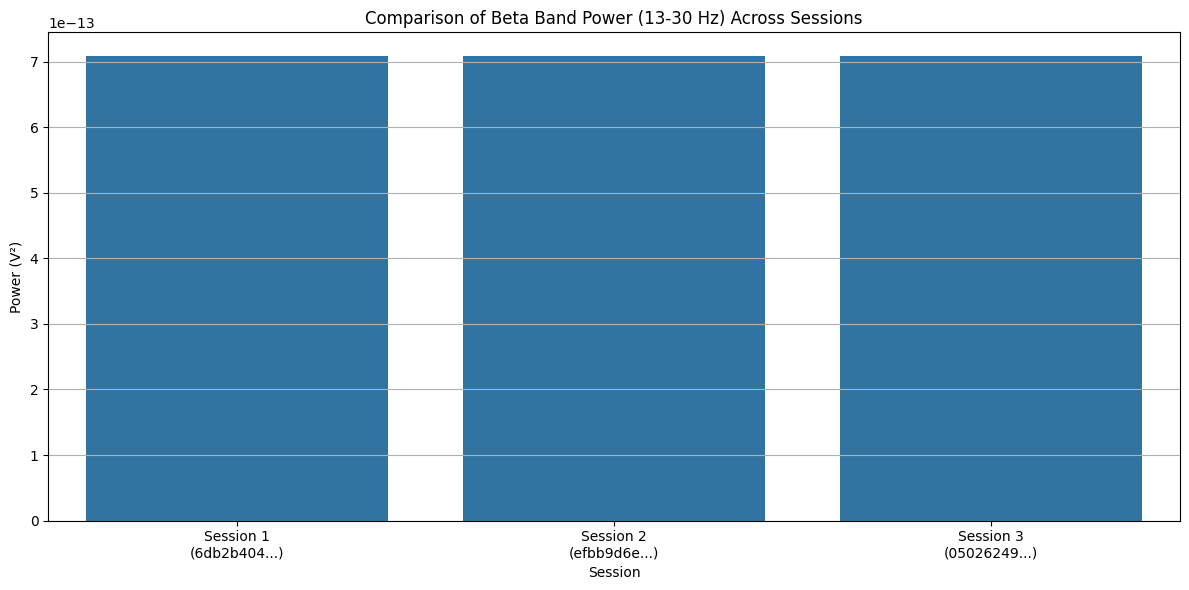 Comparison of Beta Band Power (13-30 Hz) Across Sessions
1e−13
7
6
5
4
3
2
1
0
Power (V²)
Session 1
(6db2b404...)
Session 2
(efbb9d6e...)
Session 3
(05026249...)
Session